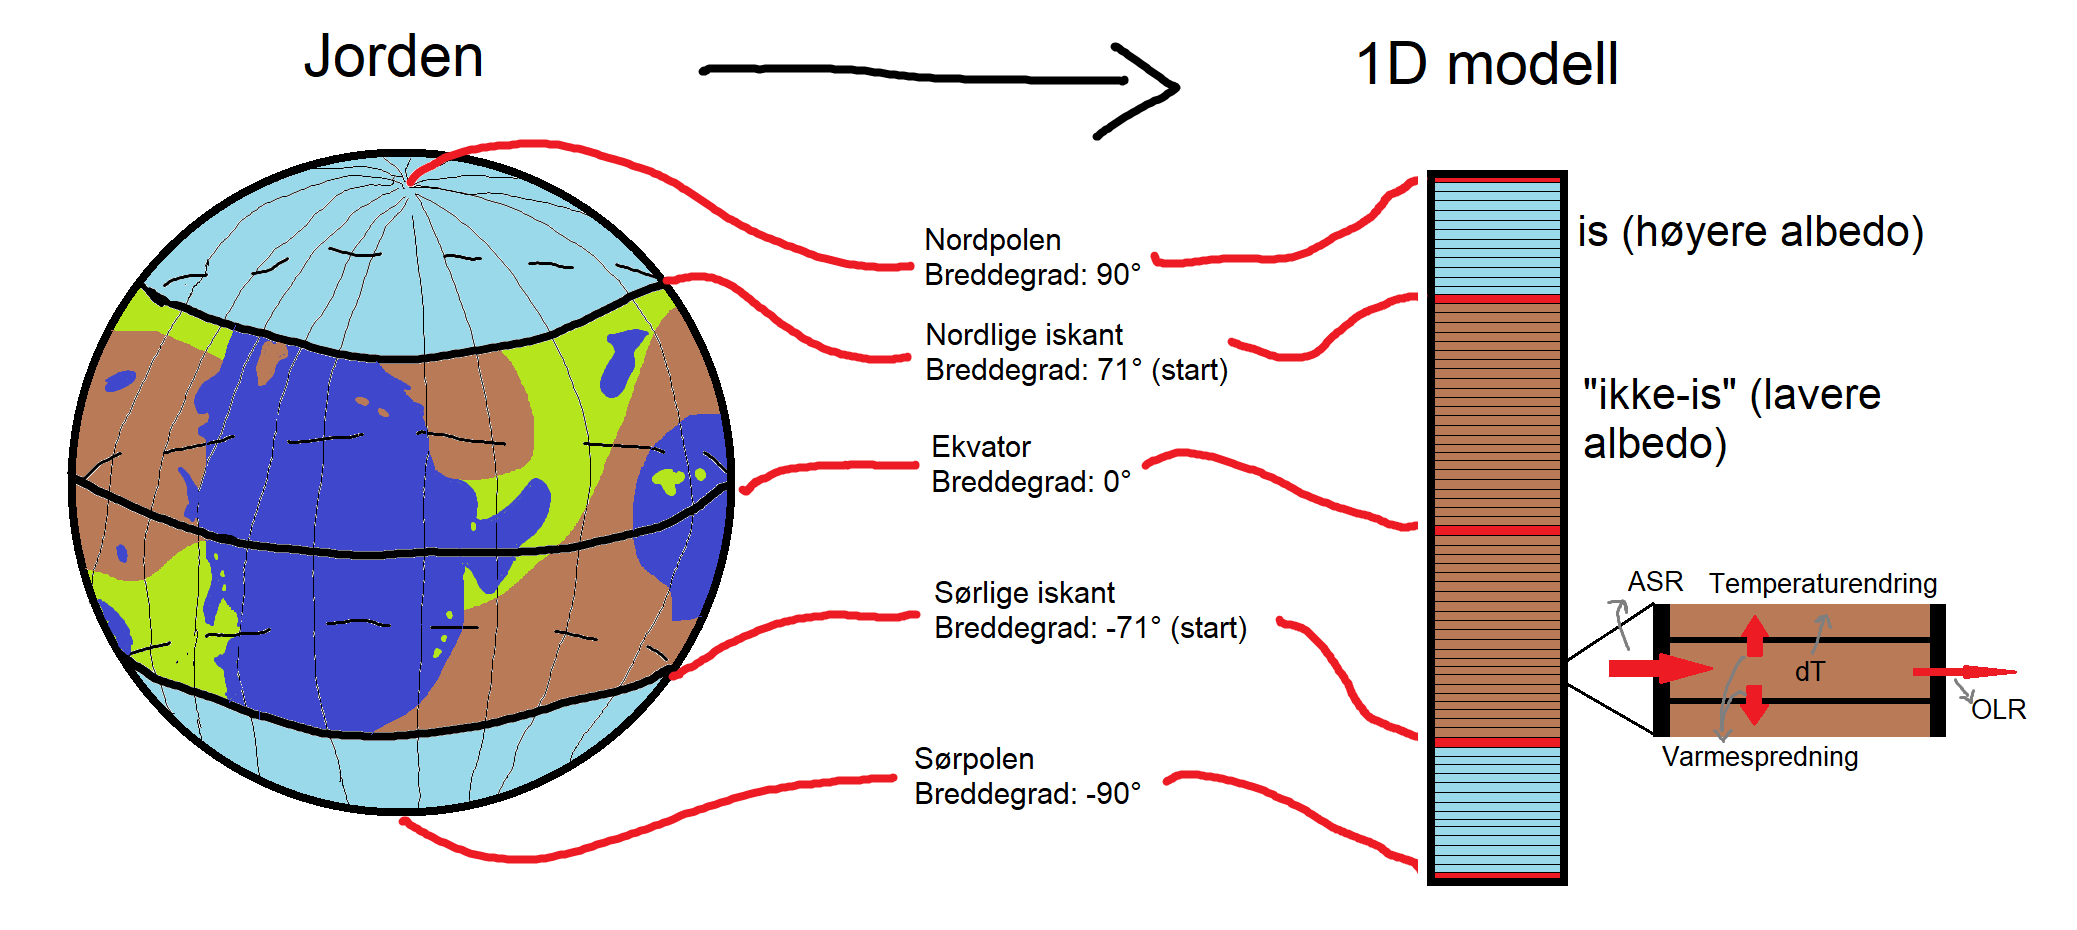 Jorden
1D modell
Nordpolen
Breddegrad: 90°
Nordlige iskant
Breddegrad: 71° (start)
Ekvator
Breddegrad: 0°
Sørlige iskant
Breddegrad: -71° (start)
Sørpolen
Breddegrad: -90°
is (høyere albedo)
"ikke-is" (lavere
albedo)
ASR
Temperaturendring
dT
OLR
Varmespredning